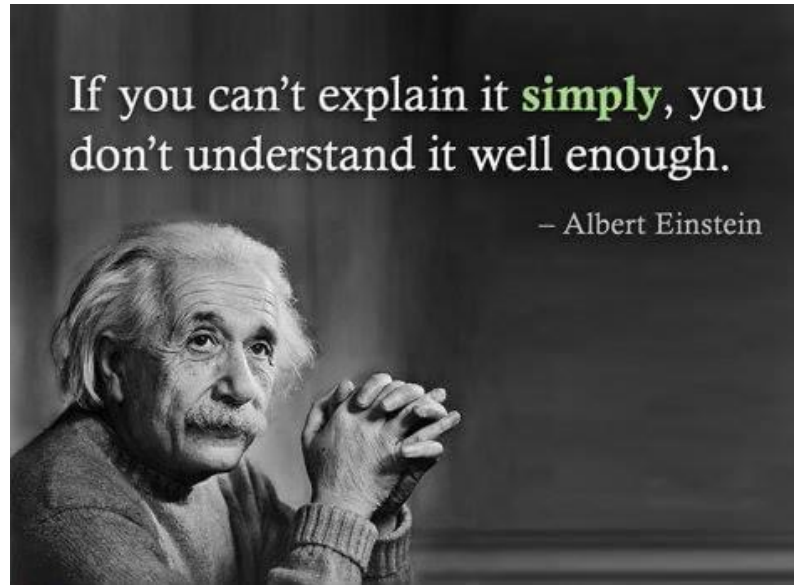 If you can’t explain it simply, you
don’t understand it well enough.
– Albert Einstein